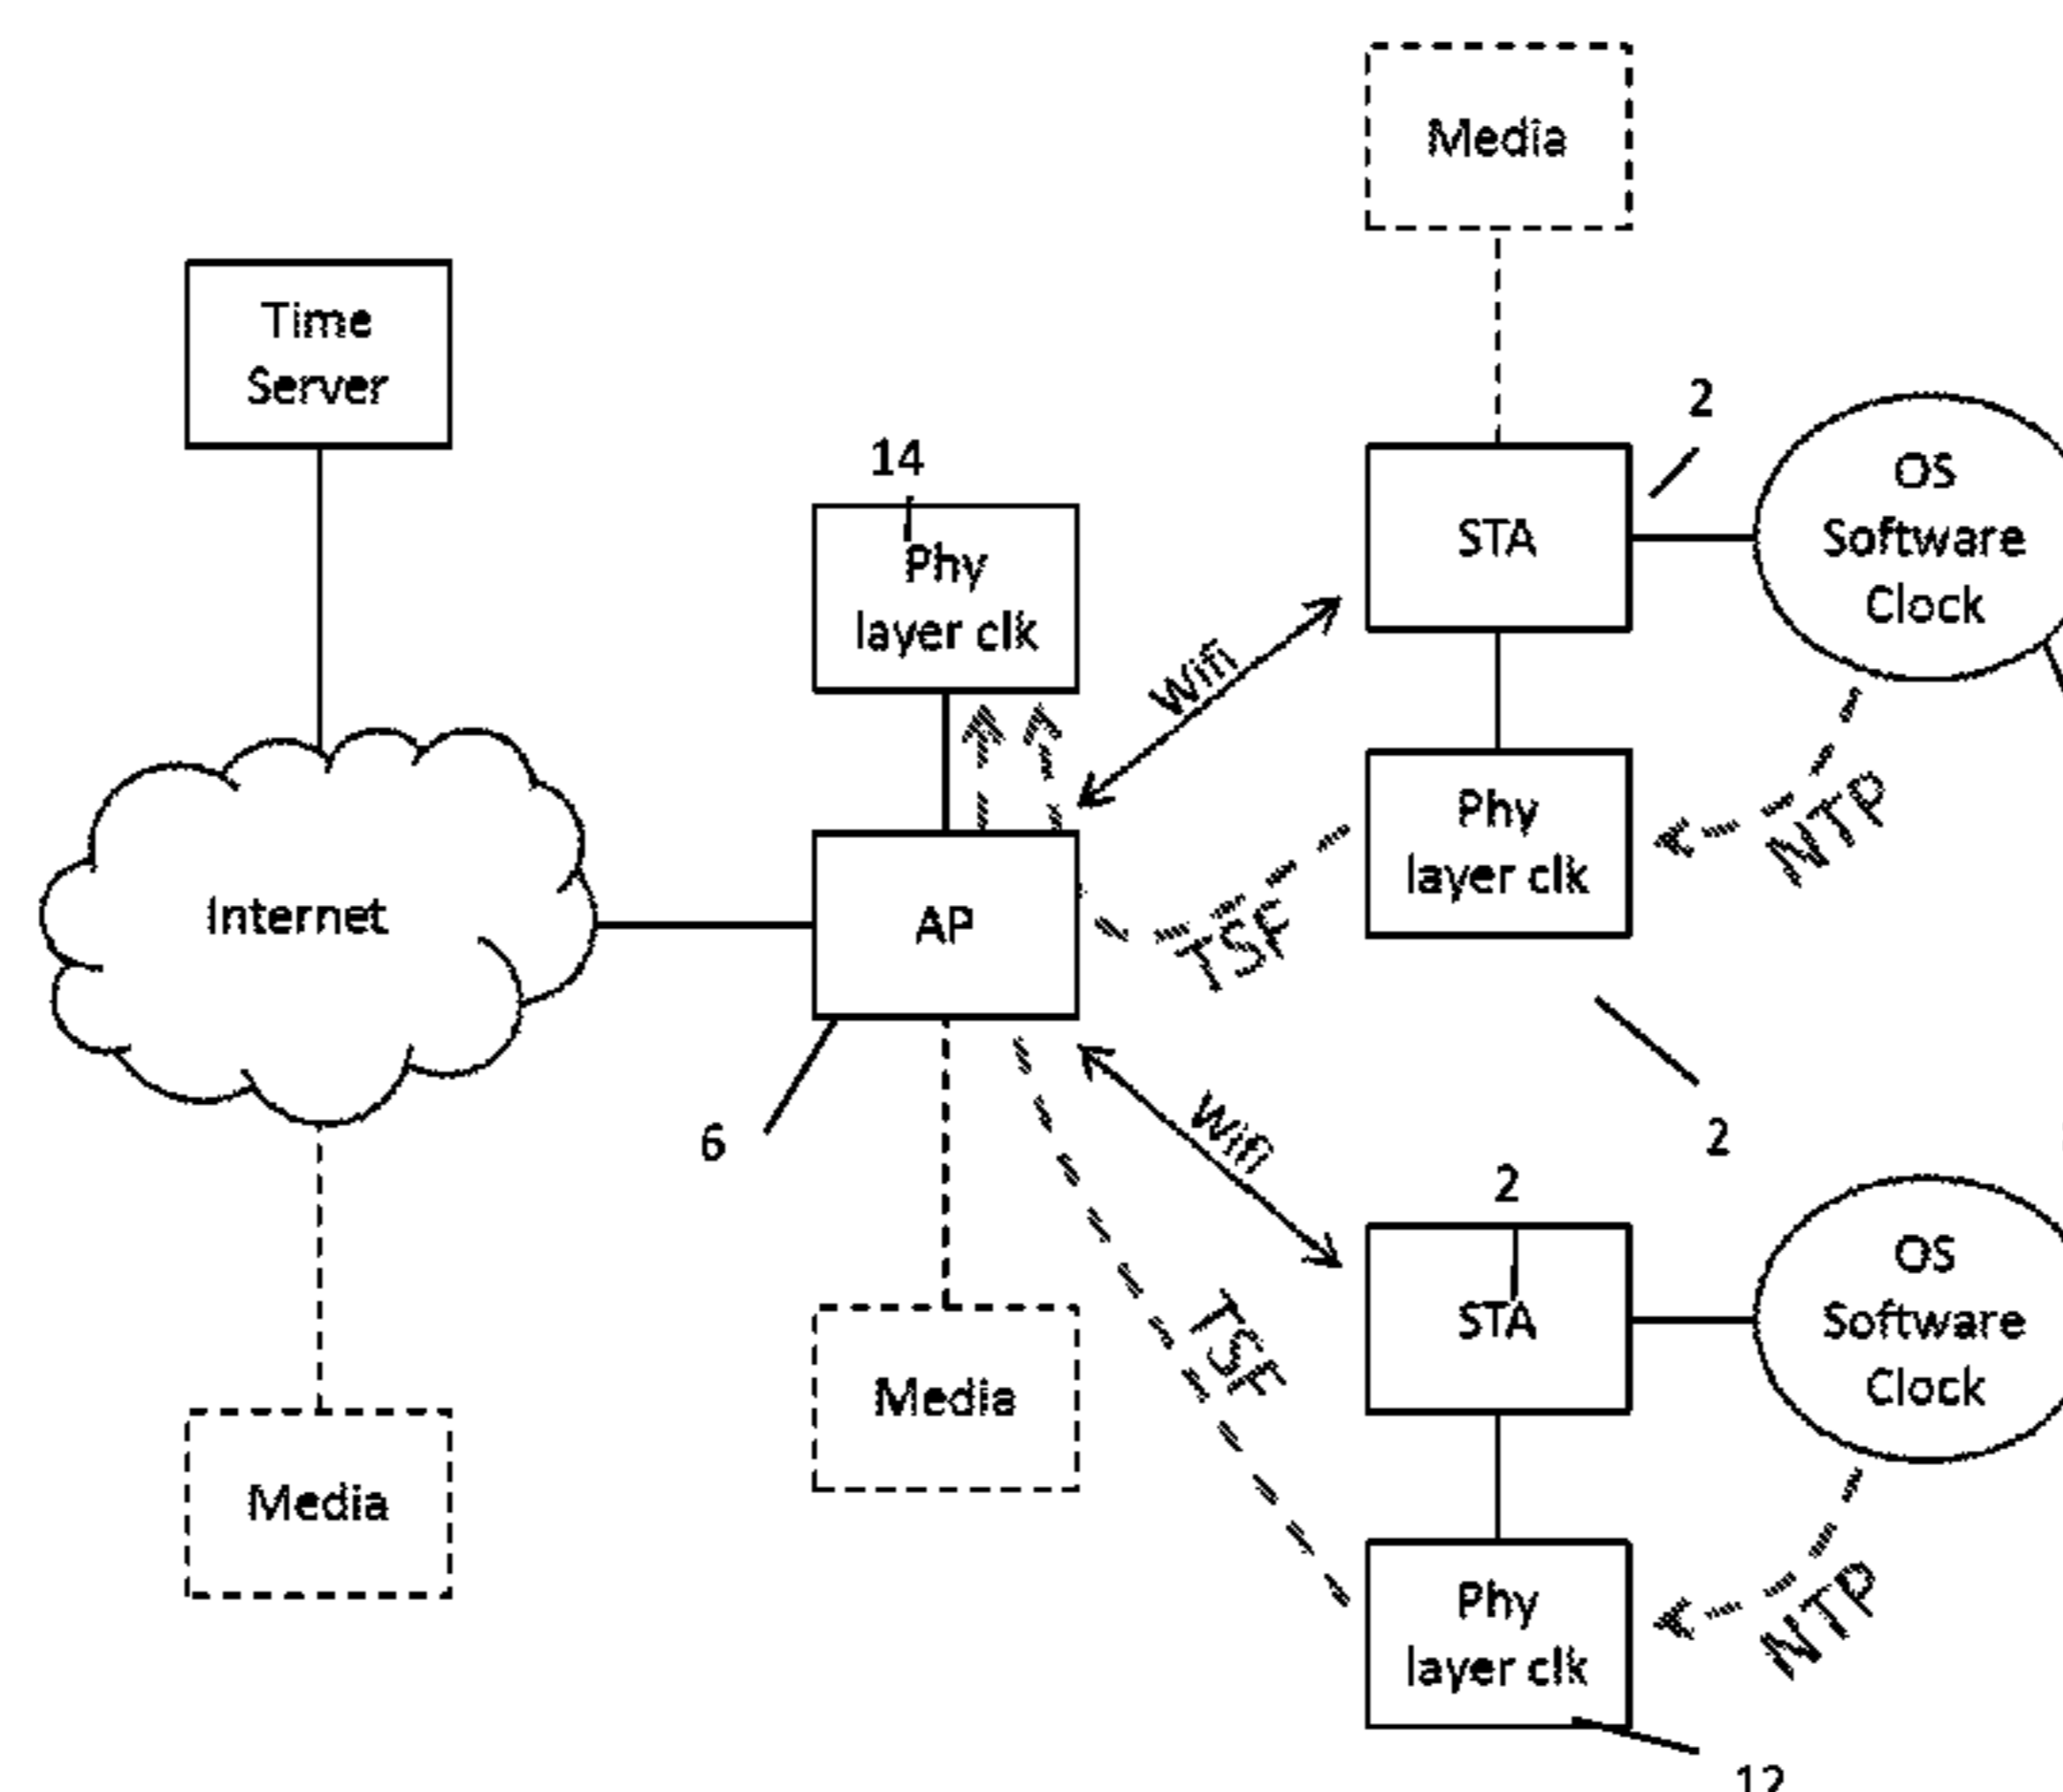 Media
Time
Server
2
OS
Software
Clock
STA
14
Phy
layer clk
Wifi
Phy
layer clk
NTP
Internet
AP
TSF
6
Wifi
2
2
STA
OS
Software
Clock
TSF
Media
Media
Phy
layer clk
NTP
12